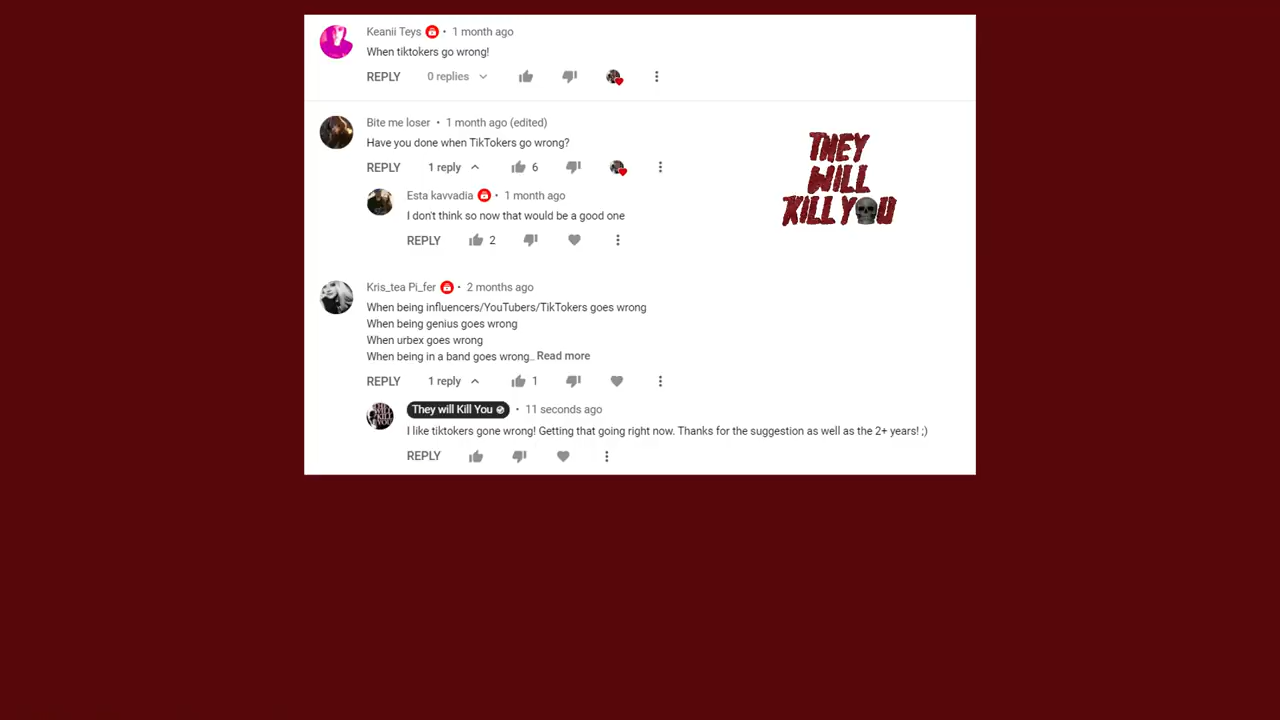 Keanii Teys • 1 month ago
When tiktokers go wrong!
REPLY 0 replies
Bite me loser • 1 month ago (edited)
Have you done when TikTokers go wrong?
REPLY 1 reply 6
Esta kavvadia • 1 month ago
I don't think so now that would be a good one
REPLY 2
THEY
WILL
KILL YOU
Kris_tea Pi_fer • 2 months ago
When being influencers/YouTubers/TikTokers goes wrong
When being genius goes wrong
When urbex goes wrong
When being in a band goes wrong... Read more
REPLY 1 reply 1
They will Kill You • 11 seconds ago
I like tiktokers gone wrong! Getting that going right now. Thanks for the suggestion as well as the 2+ years! ;)
REPLY